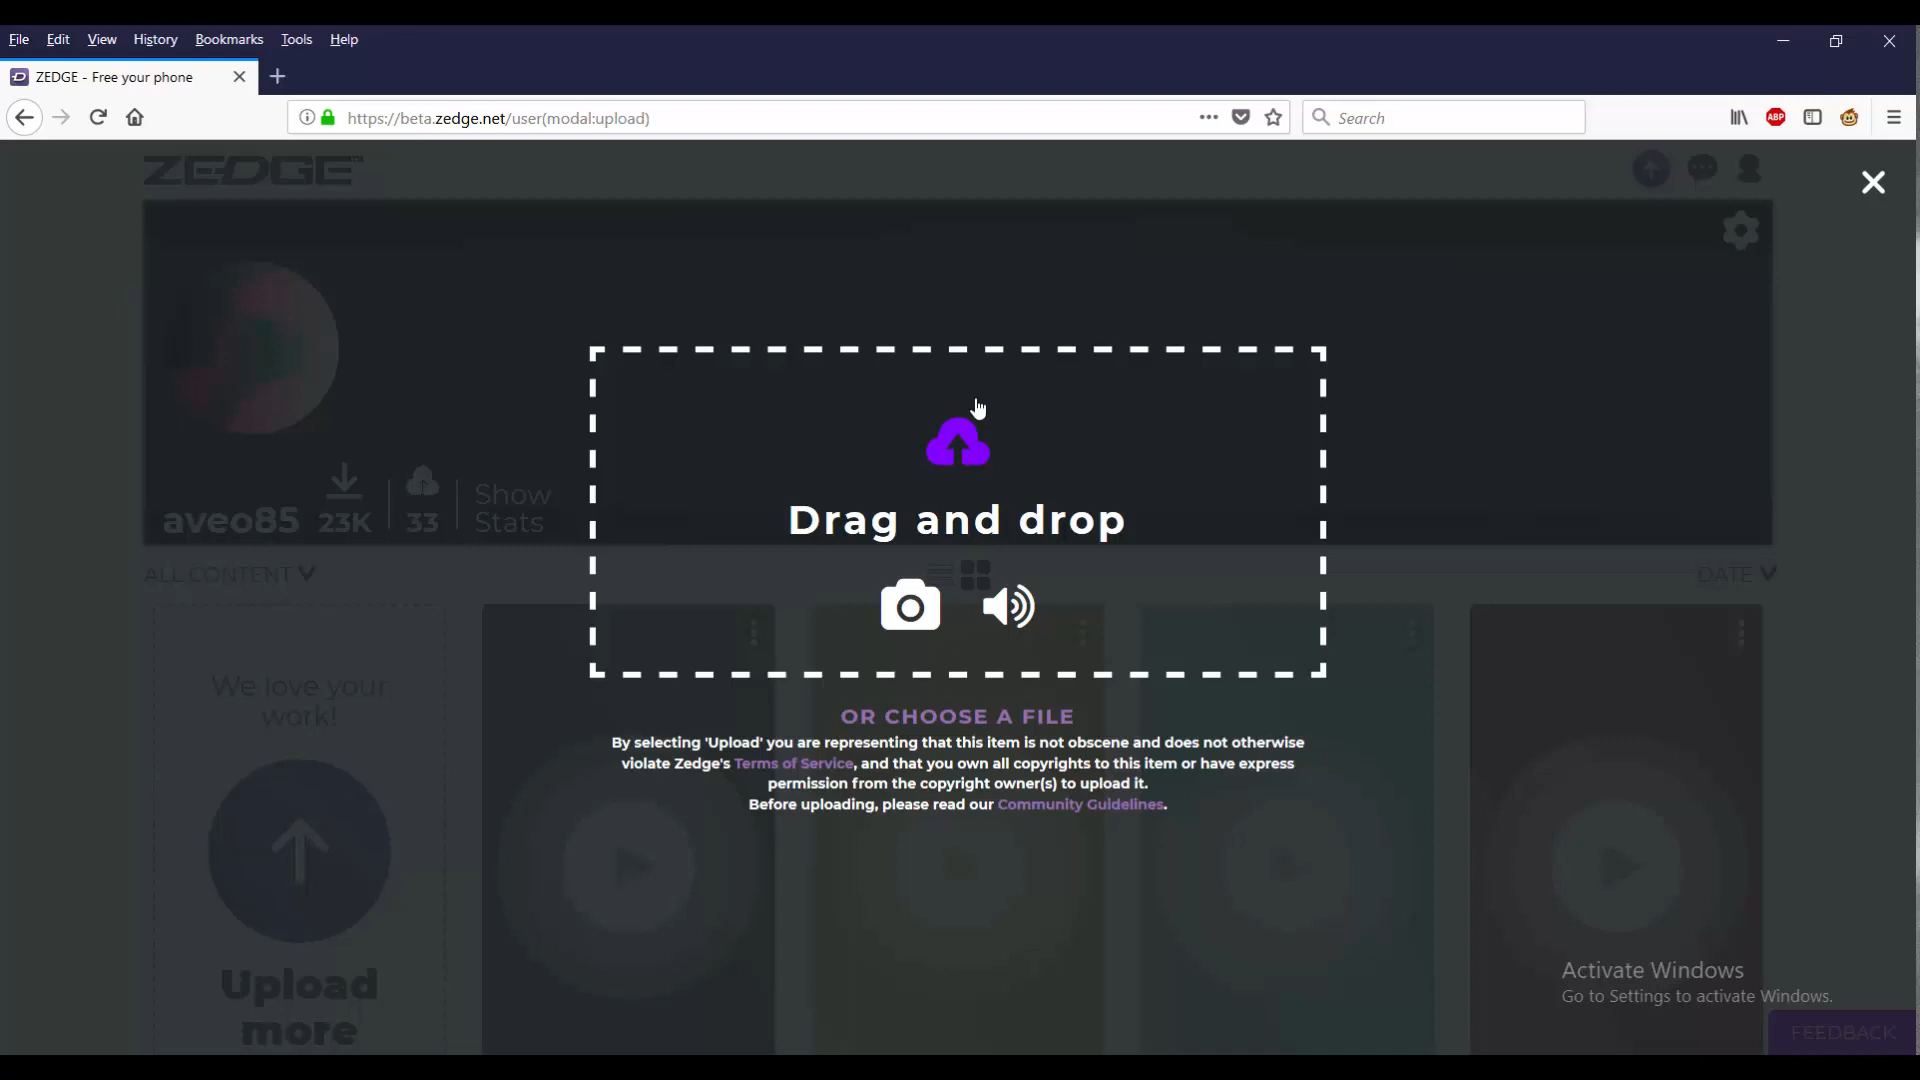 File Edit View History Bookmarks Tools Help
ZEDGE - Free your phone
https://beta.zedge.net/user(modal:upload)
Search
ABP
ZEDGE™
aveo85 23K 33 Show Stats
Drag and drop
ALL CONTENT
DATE
We love your
work!
OR CHOOSE A FILE
By selecting 'Upload' you are representing that this item is not obscene and does not otherwise
violate Zedge's Terms of Service, and that you own all copyrights to this item or have express
permission from the copyright owner(s) to upload it.
Before uploading, please read our Community Guidelines.
Upload
more
Activate Windows
Go to Settings to activate Windows.
FEEDBACK